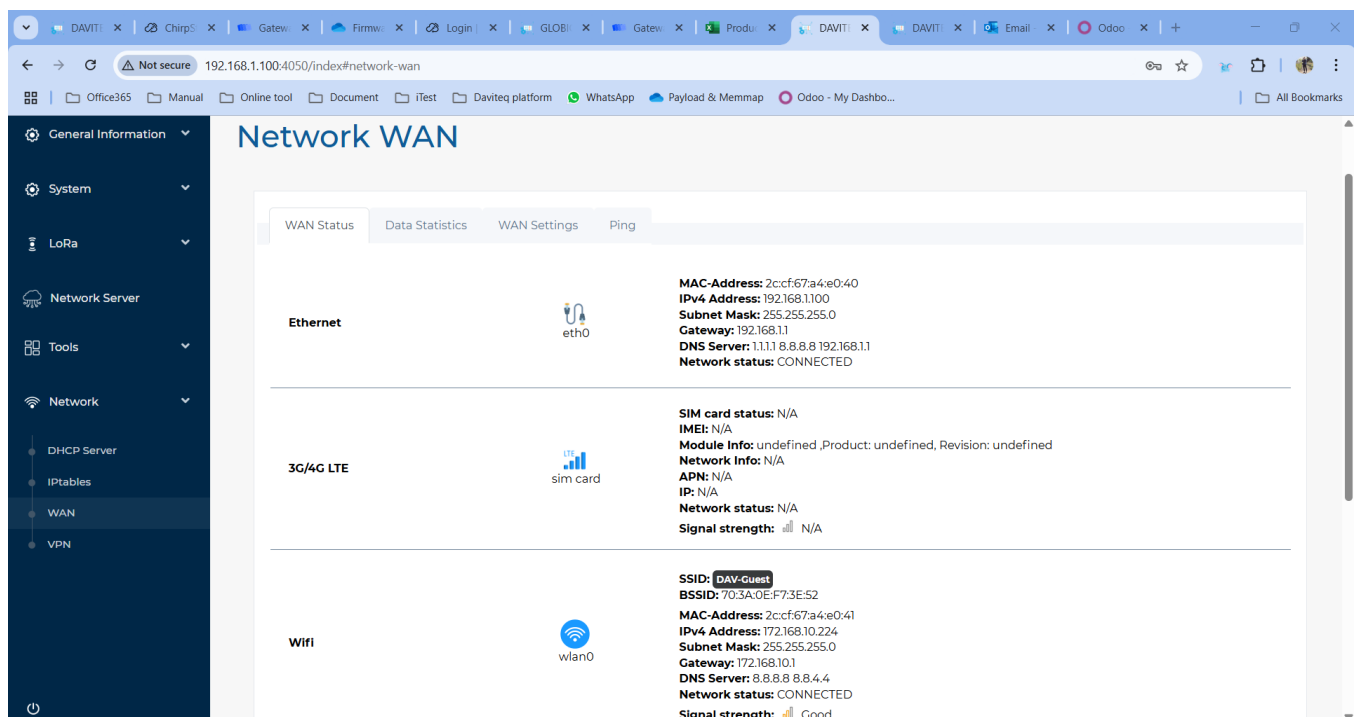 DAVITE
ChirpS
Gatew
Firmwa
Login |
GLOBI
Gatew
Produ
DAVITE
DAVITE
Email -
Odoo
Not secure
192.168.1.100:4050/index#network-wan
Office365
Manual
Online tool
Document
iTest
Daviteq platform
WhatsApp
Payload & Memmap
Odoo - My Dashbo...
All Bookmarks
General Information
System
LoRa
Network Server
Tools
Network
DHCP Server
IPtables
WAN
VPN
Network WAN
WAN Status
Data Statistics
WAN Settings
Ping
Ethernet
eth0
MAC-Address: 2c:cf:67:a4:e0:40
IPv4 Address: 192.168.1.100
Subnet Mask: 255.255.255.0
Gateway: 192.168.1.1
DNS Server: 1.1.1.1 8.8.8.8 192.168.1.1
Network status: CONNECTED
3G/4G LTE
LTE
sim card
SIM card status: N/A
IMEI: N/A
Module Info: undefined ,Product: undefined, Revision: undefined
Network Info: N/A
APN: N/A
IP: N/A
Network status: N/A
Signal strength: N/A
Wifi
wlan0
SSID: DAV-Guest
BSSID: 70:3A:0E:F7:3E:52
MAC-Address: 2c:cf:67:a4:e0:41
IPv4 Address: 172.168.10.224
Subnet Mask: 255.255.255.0
Gateway: 172.168.10.1
DNS Server: 8.8.8.8 8.8.4.4
Network status: CONNECTED
Signal strength: Good